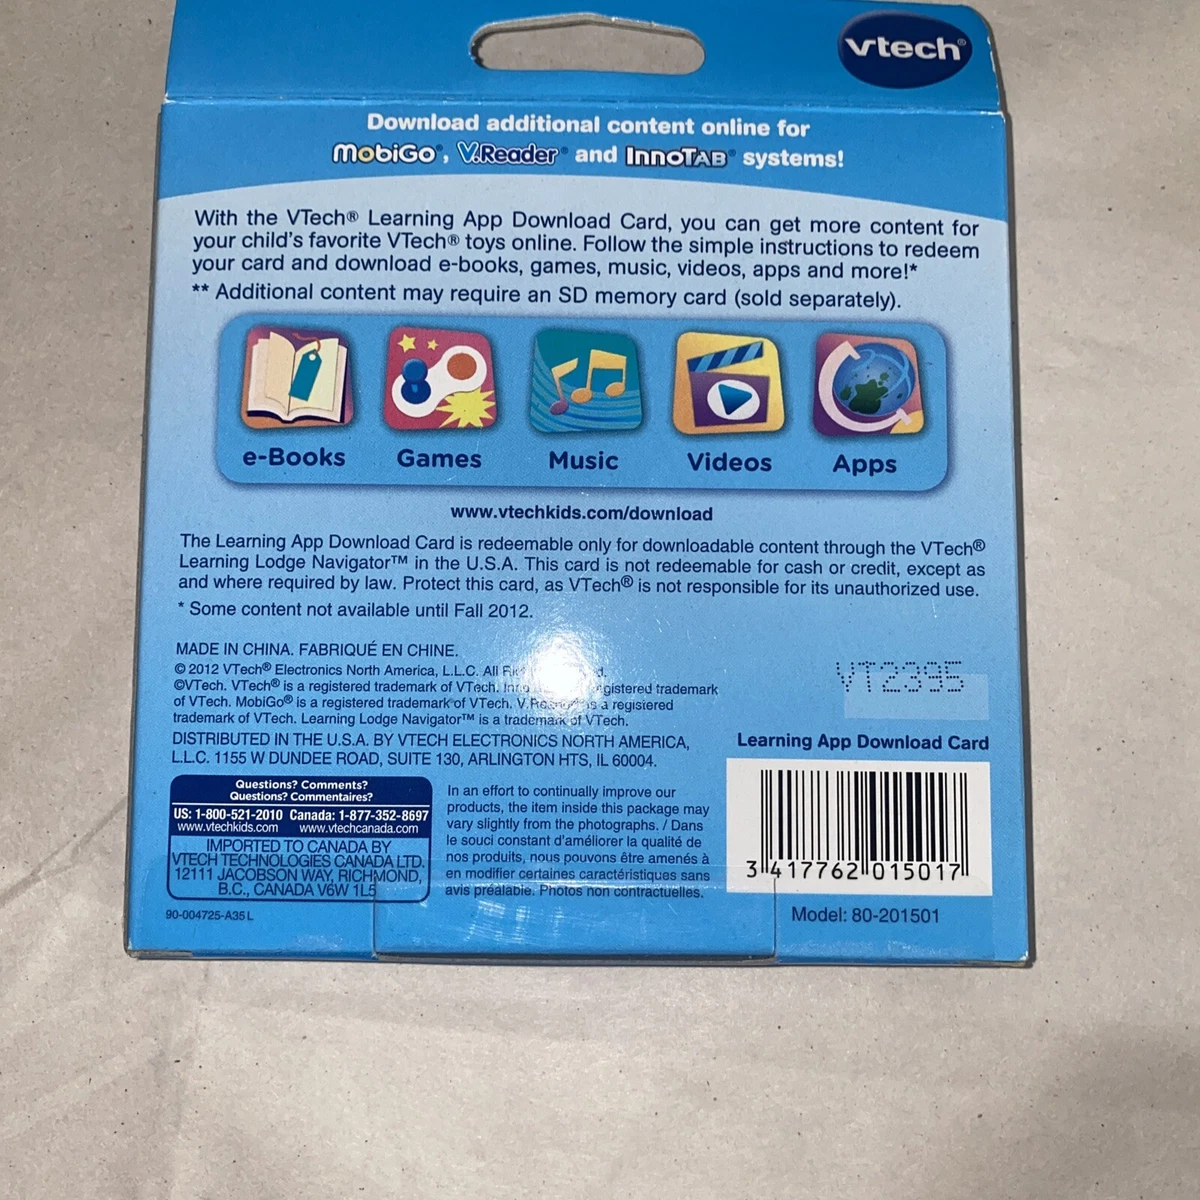 vtech®
Download additional content online for
MobiGo®, V.Reader® and InnoTAB® systems!
With the VTech® Learning App Download Card, you can get more content for
your child's favorite VTech® toys online. Follow the simple instructions to redeem
your card and download e-books, games, music, videos, apps and more!*
** Additional content may require an SD memory card (sold separately).
e-Books Games Music Videos Apps
www.vtechkids.com/download
The Learning App Download Card is redeemable only for downloadable content through the VTech®
Learning Lodge Navigator™ in the U.S.A. This card is not redeemable for cash or credit, except as
and where required by law. Protect this card, as VTech® is not responsible for its unauthorized use.
* Some content not available until Fall 2012.
MADE IN CHINA. FABRIQUÉ EN CHINE.
© 2012 VTech® Electronics North America, L.L.C. All
©VTech. VTech® is a registered trademark of VTech. registered trademark
of VTech. MobiGo® is a registered trademark of VTech. V.Reader® is a registered
trademark of VTech. Learning Lodge Navigator™ is a trademark of VTech.
DISTRIBUTED IN THE U.S.A. BY VTECH ELECTRONICS NORTH AMERICA,
L.L.C. 1155 W DUNDEE ROAD, SUITE 130, ARLINGTON HTS, IL 60004.
VT2395
Learning App Download Card
Questions? Comments?
Questions? Commentaires?
US: 1-800-521-2010 Canada: 1-877-352-8697
www.vtechkids.com www.vtechcanada.com
IMPORTED TO CANADA BY
VTECH TECHNOLOGIES CANADA LTD.
12111 JACOBSON WAY, RICHMOND,
B.C., CANADA V6W 1L5
90-004725-A35 L
In an effort to continually improve our
products, the item inside this package may
vary slightly from the photographs. / Dans
le souci constant d'améliorer la qualité de
nos produits, nous pouvons être amenés à
en modifier certaines caractéristiques sans
avis préalable. Photos non contractuelles.
3 417762 015017
Model: 80-201501